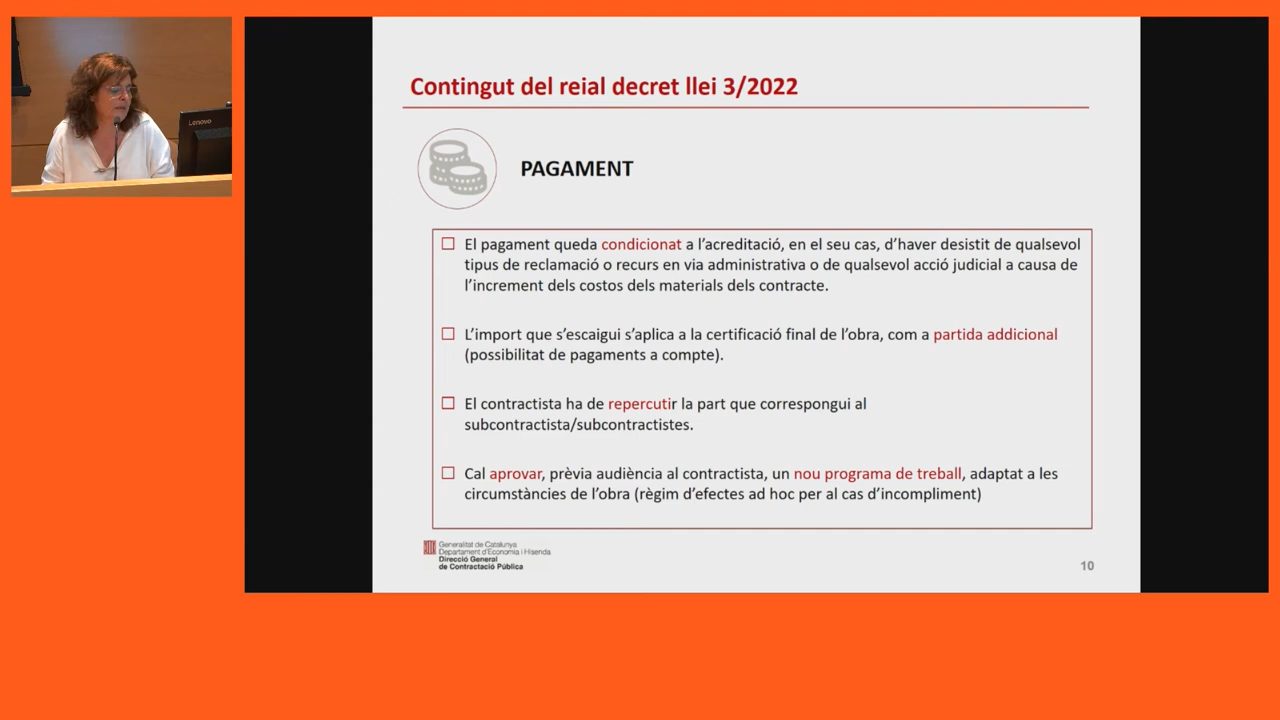 Lenovo
Contingut del reial decret llei 3/2022
PAGAMENT
El pagament queda condicionat a l'acreditació, en el seu cas, d'haver desistit de qualsevol
tipus de reclamació o recurs en via administrativa o de qualsevol acció judicial a causa de
l'increment dels costos dels materials dels contracte.
L'import que s'escaigui s'aplica a la certificació final de l'obra, com a partida addicional
(possibilitat de pagaments a compte).
El contractista ha de repercutir la part que correspongui al
subcontractista/subcontractistes.
Cal aprovar, prèvia audiència al contractista, un nou programa de treball, adaptat a les
circumstàncies de l'obra (règim d'efectes ad hoc per al cas d'incompliment)
Generalitat de Catalunya
Departament d'Economia i Hisenda
Direcció General
de Contractació Pública
10